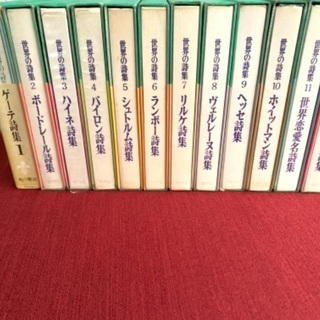 ゲーテ詩集 1
角川書店
世界の詩集 2
ボードレール詩集
世界の詩集 3
ハイネ詩集
世界の詩集 4
バイロン詩集
世界の詩集 5
シュトルム詩集
世界の詩集 6
ランボー詩集
世界の詩集 7
リルケ詩集
世界の詩集 8
ヴェルレーヌ詩集
世界の詩集 9
ヘッセ詩集
世界の詩集 10
ホイットマン詩集
世界の詩集 11
世界恋愛名詩集